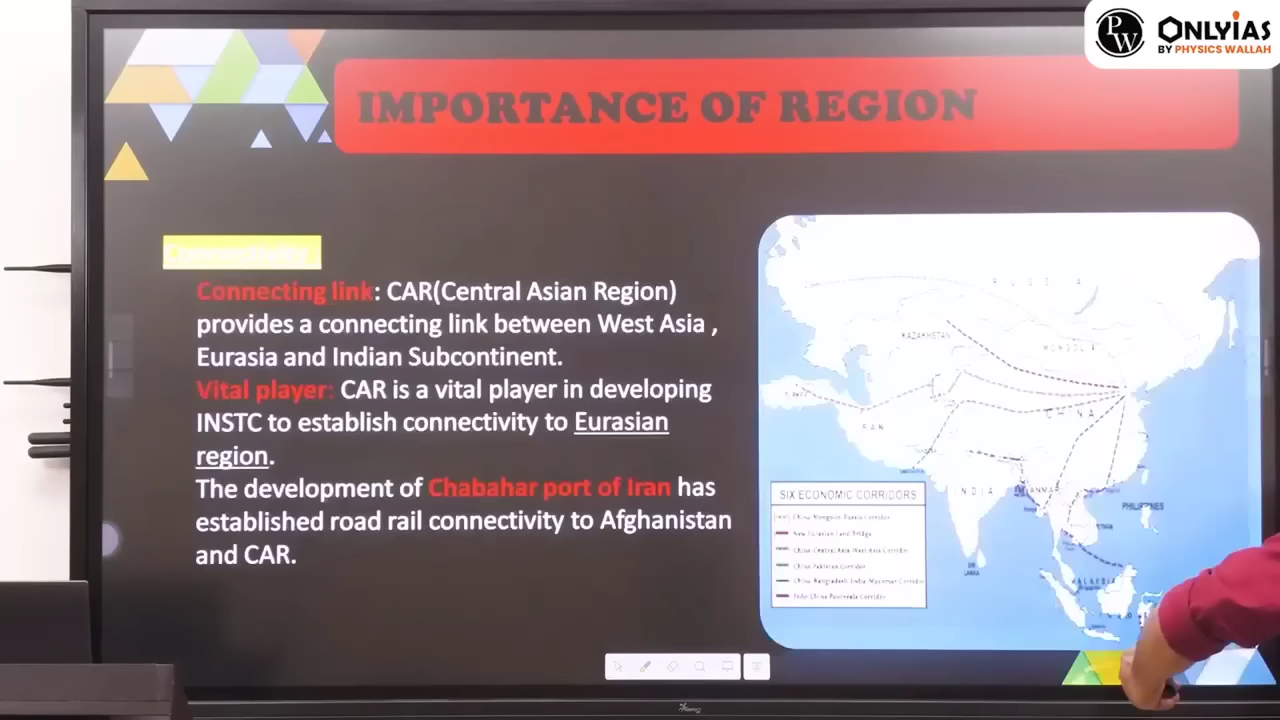 PW ONLYIAS
BY PHYSICS WALLAH
IMPORTANCE OF REGION
Connecting link: CAR(Central Asian Region)
provides a connecting link between West Asia ,
Eurasia and Indian Subcontinent.
Vital player: CAR is a vital player in developing
INSTC to establish connectivity to Eurasian
region.
The development of Chabahar port of Iran has
established road rail connectivity to Afghanistan
and CAR.
RUSSIA
KAZAKHSTAN
MONGOLIA
CHINA
INDIA
PHILIPPINES
SRI
LANKA
MALAYSIA
SIX ECONOMIC CORRIDORS
China Mongolia Russia Corridor
New Eurasian Land Bridge
China Central Asia West Asia Corridor
China Pakistan Corridor
China Bangladesh India Myanmar Corridor
Indo China Peninsula Corridor